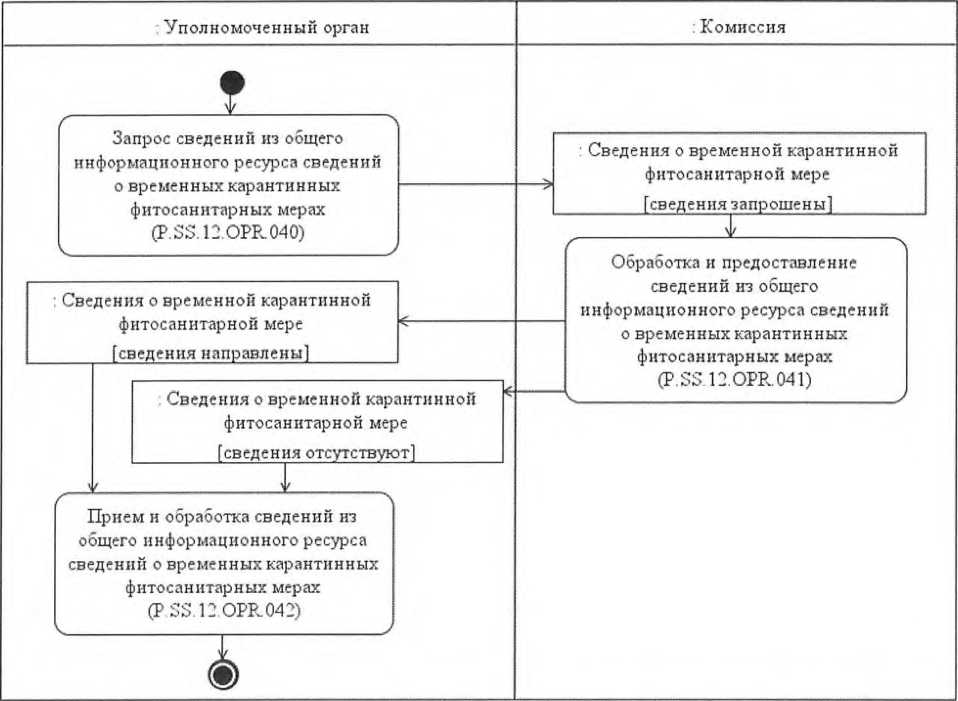 : Уполномоченный орган
: Комиссия
Запрос сведений из общего
информационного ресурса сведений
о временных карантинных
фитосанитарных мерах
(P.SS.12.OPR.040)
: Сведения о временной карантинной
фитосанитарной мере
[сведения запрошены]
Обработка и предоставление
сведений из общего
информационного ресурса сведений
о временных карантинных
фитосанитарных мерах
(P.SS.12.OPR.041)
: Сведения о временной карантинной
фитосанитарной мере
[сведения направлены]
: Сведения о временной карантинной
фитосанитарной мере
[сведения отсутствуют]
Прием и обработка сведений из
общего информационного ресурса
сведений о временных карантинных
фитосанитарных мерах
(P.SS.12.OPR.042)